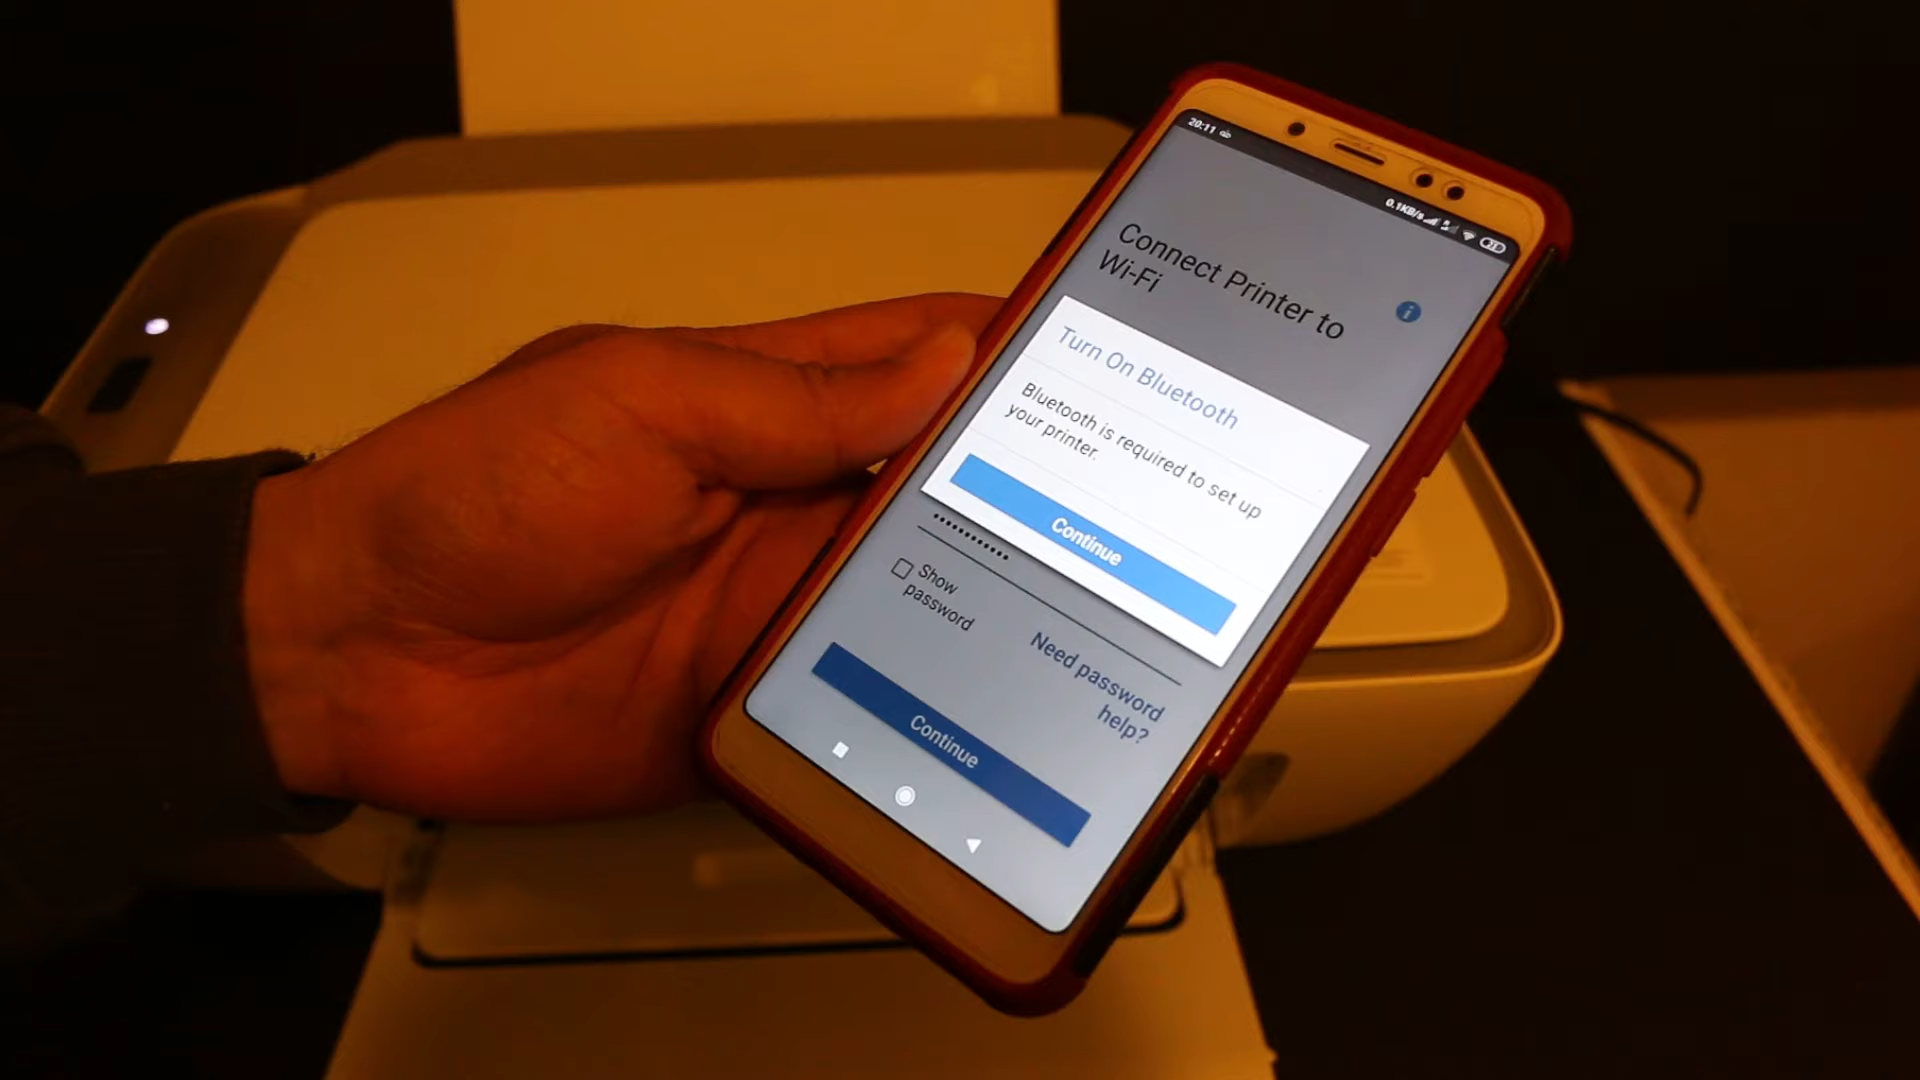 20:11
0.1KB/s
Connect Printer to
Wi-Fi
Turn On Bluetooth
Bluetooth is required to set up
your printer.
Continue
••••••••••••
Show
password
Need password
help?
Continue